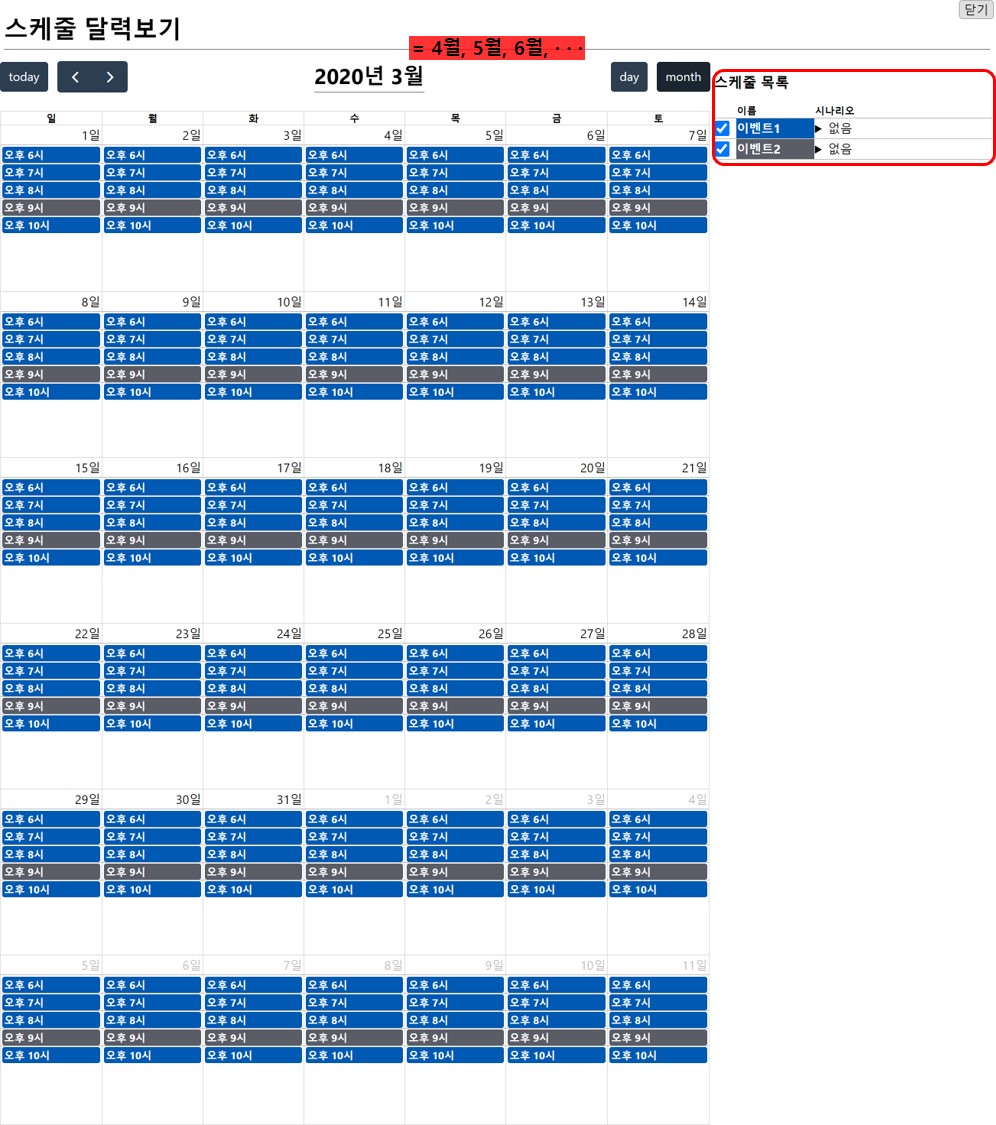 닫기
스케줄 달력보기
= 4월, 5월, 6월, · · ·
today < > 2020년 3월 day month
스케줄 목록
이름 시나리오
이벤트1 ▶ 없음
이벤트2 ▶ 없음
일 월 화 수 목 금 토
1일 2일 3일 4일 5일 6일 7일
오후 6시 오후 6시 오후 6시 오후 6시 오후 6시 오후 6시 오후 6시
오후 7시 오후 7시 오후 7시 오후 7시 오후 7시 오후 7시 오후 7시
오후 8시 오후 8시 오후 8시 오후 8시 오후 8시 오후 8시 오후 8시
오후 9시 오후 9시 오후 9시 오후 9시 오후 9시 오후 9시 오후 9시
오후 10시 오후 10시 오후 10시 오후 10시 오후 10시 오후 10시 오후 10시
8일 9일 10일 11일 12일 13일 14일
오후 6시 오후 6시 오후 6시 오후 6시 오후 6시 오후 6시 오후 6시
오후 7시 오후 7시 오후 7시 오후 7시 오후 7시 오후 7시 오후 7시
오후 8시 오후 8시 오후 8시 오후 8시 오후 8시 오후 8시 오후 8시
오후 9시 오후 9시 오후 9시 오후 9시 오후 9시 오후 9시 오후 9시
오후 10시 오후 10시 오후 10시 오후 10시 오후 10시 오후 10시 오후 10시
15일 16일 17일 18일 19일 20일 21일
오후 6시 오후 6시 오후 6시 오후 6시 오후 6시 오후 6시 오후 6시
오후 7시 오후 7시 오후 7시 오후 7시 오후 7시 오후 7시 오후 7시
오후 8시 오후 8시 오후 8시 오후 8시 오후 8시 오후 8시 오후 8시
오후 9시 오후 9시 오후 9시 오후 9시 오후 9시 오후 9시 오후 9시
오후 10시 오후 10시 오후 10시 오후 10시 오후 10시 오후 10시 오후 10시
22일 23일 24일 25일 26일 27일 28일
오후 6시 오후 6시 오후 6시 오후 6시 오후 6시 오후 6시 오후 6시
오후 7시 오후 7시 오후 7시 오후 7시 오후 7시 오후 7시 오후 7시
오후 8시 오후 8시 오후 8시 오후 8시 오후 8시 오후 8시 오후 8시
오후 9시 오후 9시 오후 9시 오후 9시 오후 9시 오후 9시 오후 9시
오후 10시 오후 10시 오후 10시 오후 10시 오후 10시 오후 10시 오후 10시
29일 30일 31일 1일 2일 3일 4일
오후 6시 오후 6시 오후 6시 오후 6시 오후 6시 오후 6시 오후 6시
오후 7시 오후 7시 오후 7시 오후 7시 오후 7시 오후 7시 오후 7시
오후 8시 오후 8시 오후 8시 오후 8시 오후 8시 오후 8시 오후 8시
오후 9시 오후 9시 오후 9시 오후 9시 오후 9시 오후 9시 오후 9시
오후 10시 오후 10시 오후 10시 오후 10시 오후 10시 오후 10시 오후 10시
5일 6일 7일 8일 9일 10일 11일
오후 6시 오후 6시 오후 6시 오후 6시 오후 6시 오후 6시 오후 6시
오후 7시 오후 7시 오후 7시 오후 7시 오후 7시 오후 7시 오후 7시
오후 8시 오후 8시 오후 8시 오후 8시 오후 8시 오후 8시 오후 8시
오후 9시 오후 9시 오후 9시 오후 9시 오후 9시 오후 9시 오후 9시
오후 10시 오후 10시 오후 10시 오후 10시 오후 10시 오후 10시 오후 10시